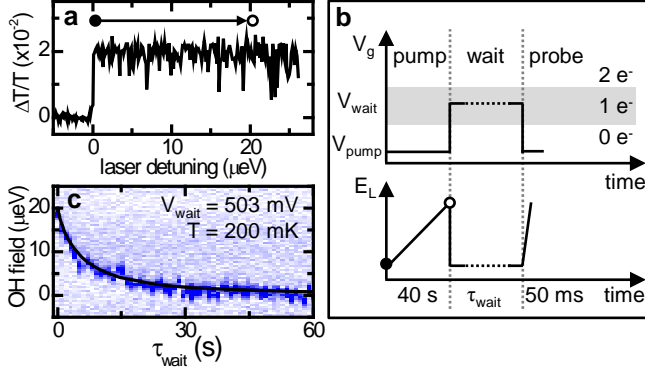 a
ΔT/T (x10⁻²)
2
0
0 10 20
laser detuning (μeV)
c
V_wait = 503 mV
T = 200 mK
OH field (μeV)
20
10
0
0 30 60
τ_wait (s)
b
V_g
pump wait probe
2 e⁻
V_wait
1 e⁻
0 e⁻
V_pump
time
E_L
40 s τ_wait 50 ms
time